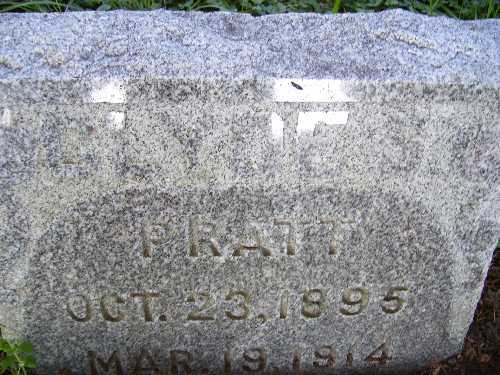 PRATT
OCT. 23, 1895
MAR. 19, 1914